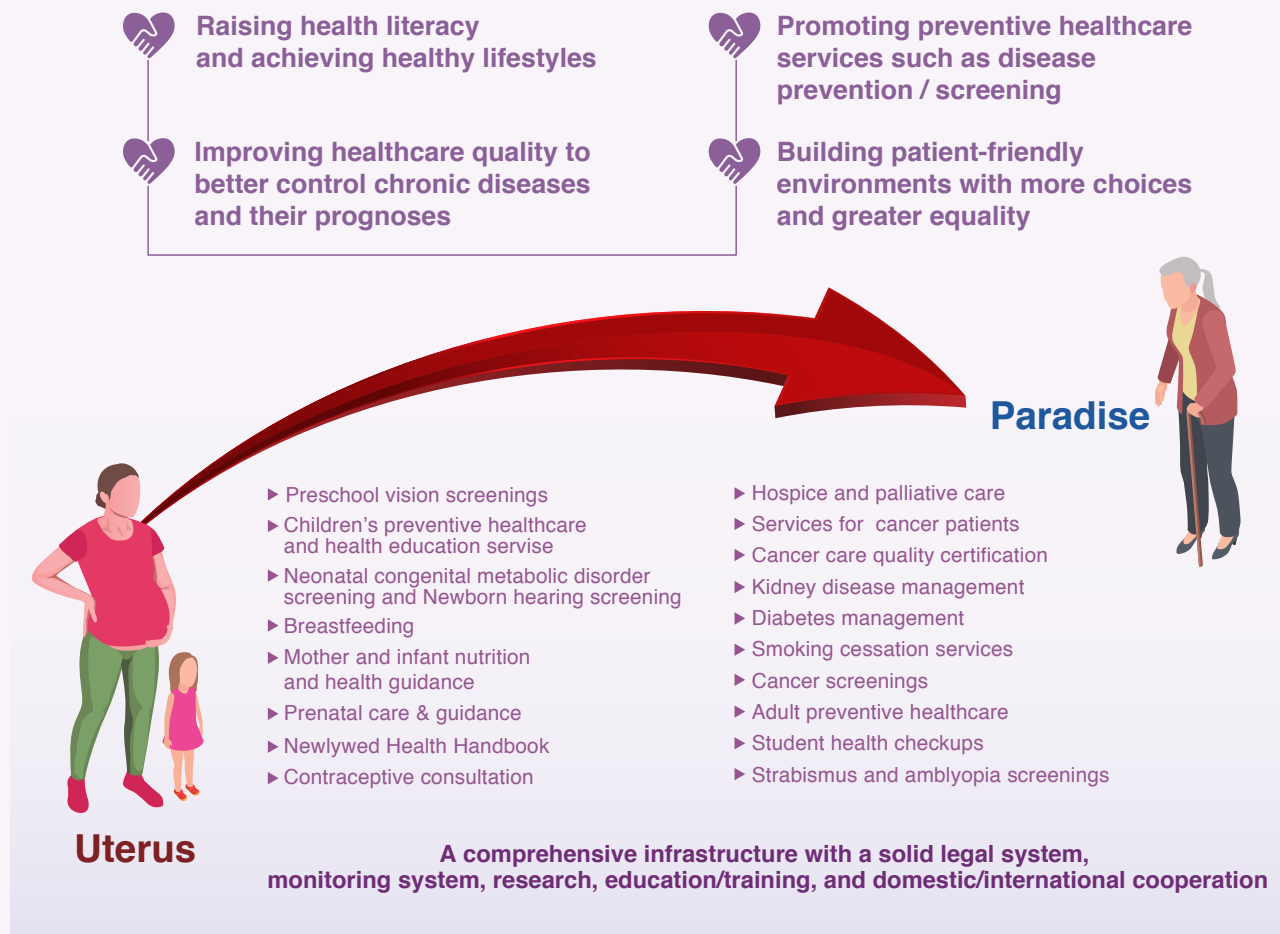 Raising health literacy
and achieving healthy lifestyles
Promoting preventive healthcare
services such as disease
prevention / screening
Improving healthcare quality to
better control chronic diseases
and their prognoses
Building patient-friendly
environments with more choices
and greater equality
Paradise
Preschool vision screenings
Children’s preventive healthcare
and health education servise
Neonatal congenital metabolic disorder
screening and Newborn hearing screening
Breastfeeding
Mother and infant nutrition
and health guidance
Prenatal care & guidance
Newlywed Health Handbook
Contraceptive consultation
Hospice and palliative care
Services for cancer patients
Cancer care quality certification
Kidney disease management
Diabetes management
Smoking cessation services
Cancer screenings
Adult preventive healthcare
Student health checkups
Strabismus and amblyopia screenings
Uterus
A comprehensive infrastructure with a solid legal system,
monitoring system, research, education/training, and domestic/international cooperation